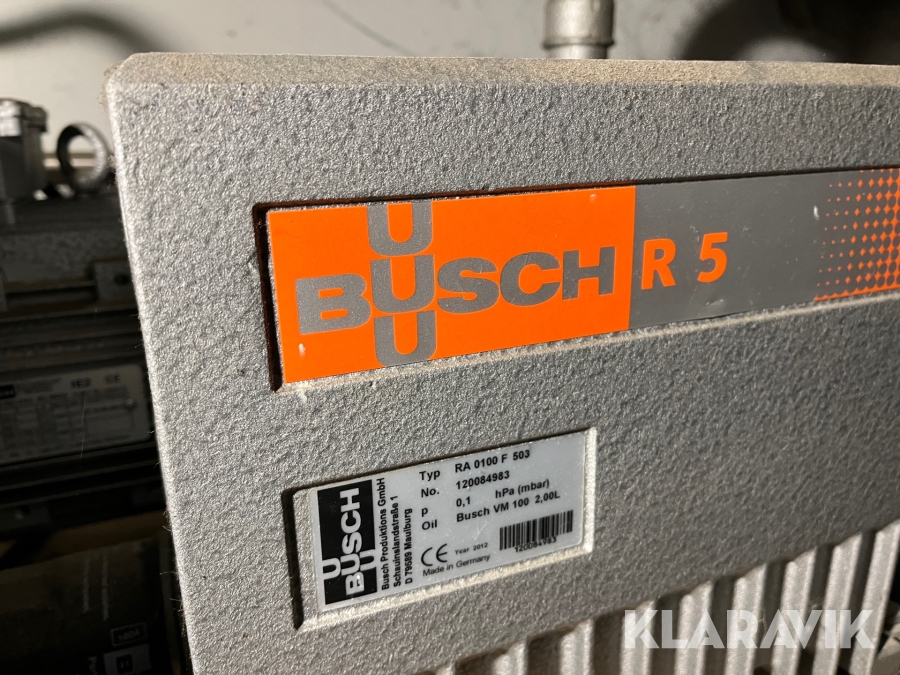 U
BUSCH R 5
U
BUSCH
U
U
Busch Produktions GmbH
Schauinslandstraße 1
D 79689 Maulburg
Typ RA 0100 F 503
No. 120084983
p 0,1 hPa (mbar)
Oil Busch VM 100 2,00L
CE Year 2012
Made in Germany
120084983
KLARAVIK